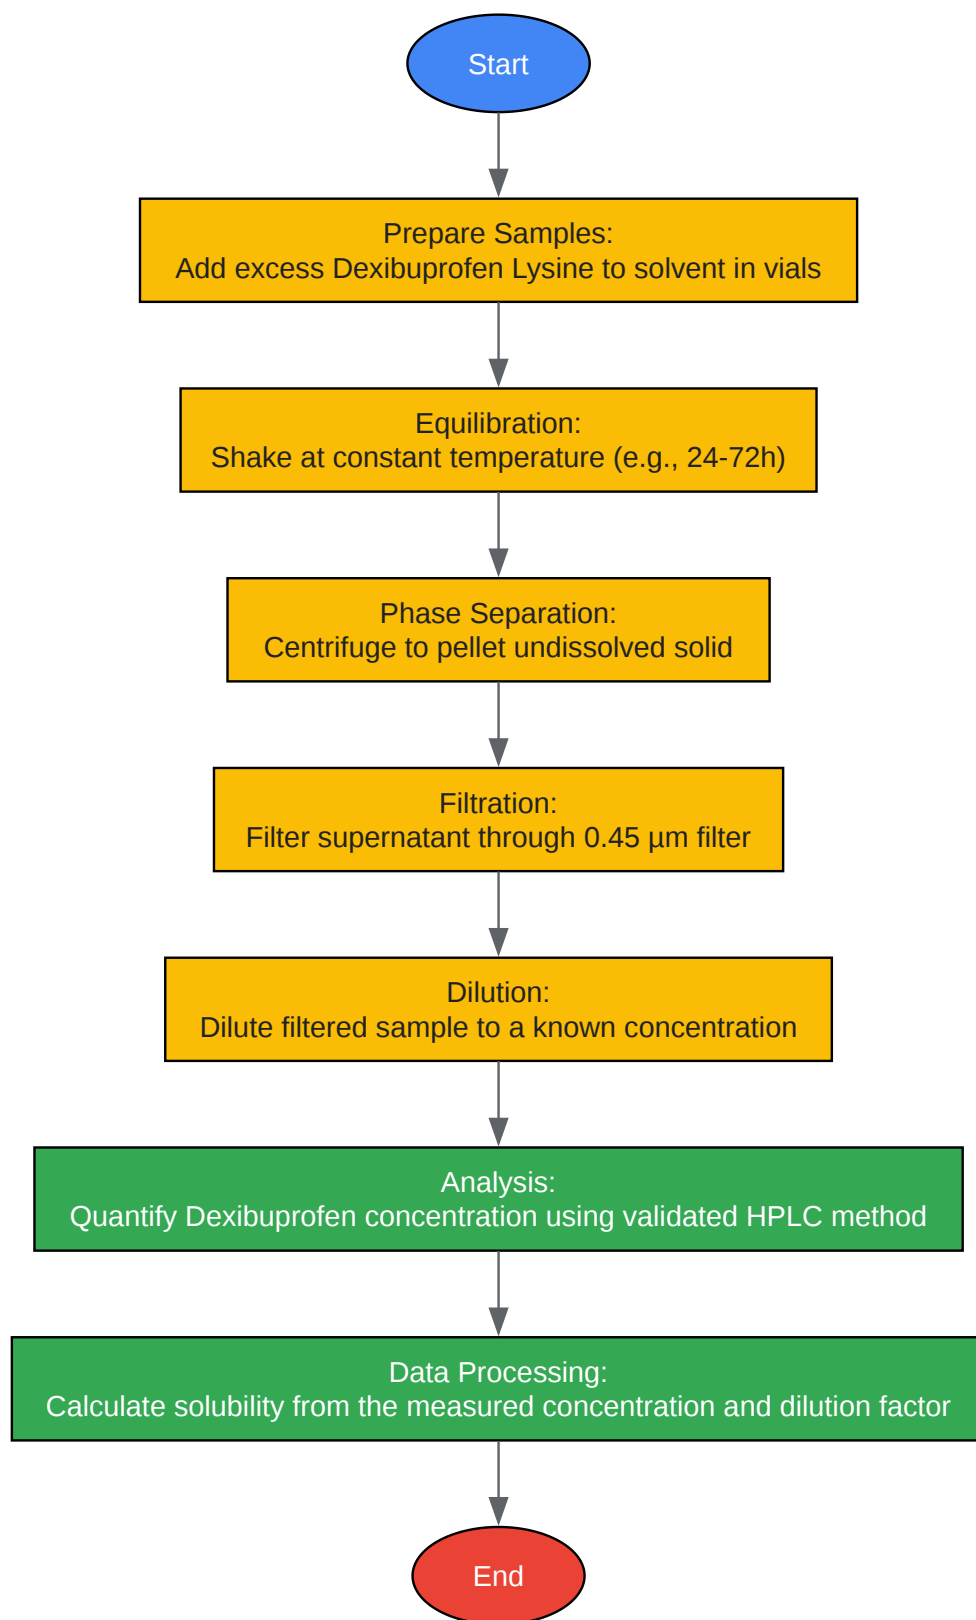 Start
Prepare Samples:
Add excess Dexibuprofen Lysine to solvent in vials
Equilibration:
Shake at constant temperature (e.g., 24-72h)
Phase Separation:
Centrifuge to pellet undissolved solid
Filtration:
Filter supernatant through 0.45 µm filter
Dilution:
Dilute filtered sample to a known concentration
Analysis:
Quantify Dexibuprofen concentration using validated HPLC method
Data Processing:
Calculate solubility from the measured concentration and dilution factor
End